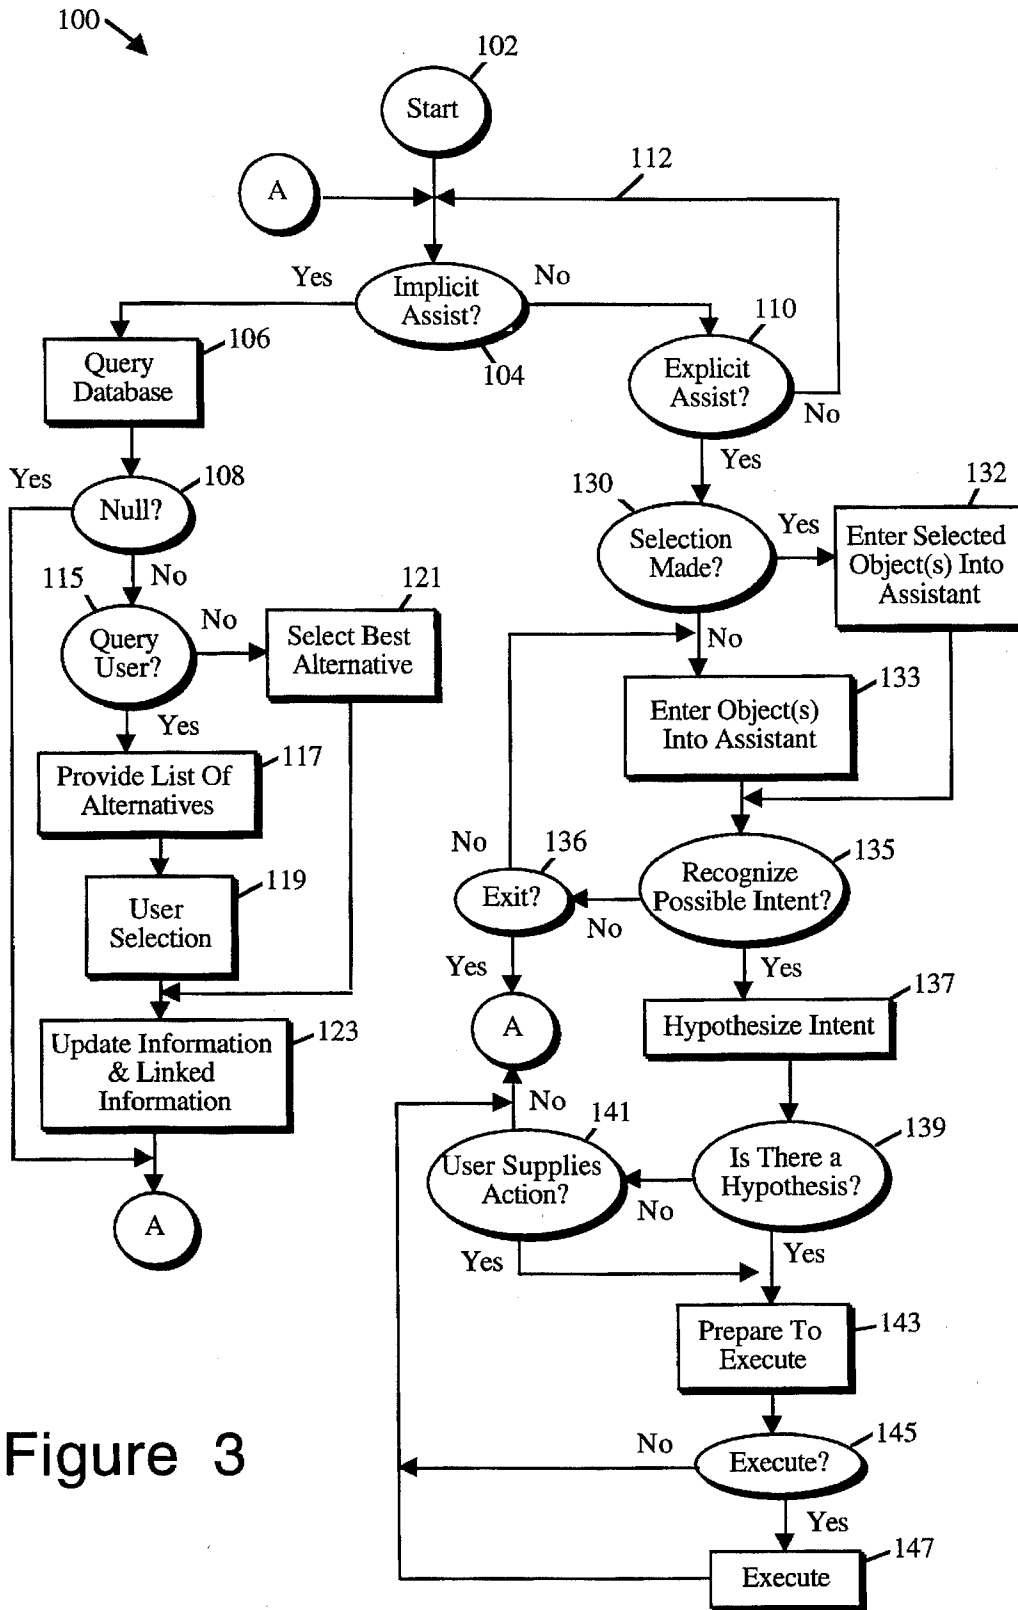 100
102
Start
112
A
Yes
Implicit
Assist?
No
104
110
Explicit
Assist?
No
Yes
106
Query
Database
Yes
Null?
108
No
130
Selection
Made?
Yes
132
Enter Selected
Object(s) Into
Assistant
No
115
Query
User?
No
121
Select Best
Alternative
Yes
133
Enter Object(s)
Into Assistant
Provide List Of
Alternatives
117
No
136
Exit?
No
Recognize
Possible Intent?
135
Yes
User
Selection
119
Yes
A
137
Hypothesize Intent
Update Information
& Linked
Information
123
No
141
User Supplies
Action?
No
Is There a
Hypothesis?
139
A
Yes
Yes
Prepare To
Execute
143
No
Execute?
145
Yes
Execute
147
Figure 3